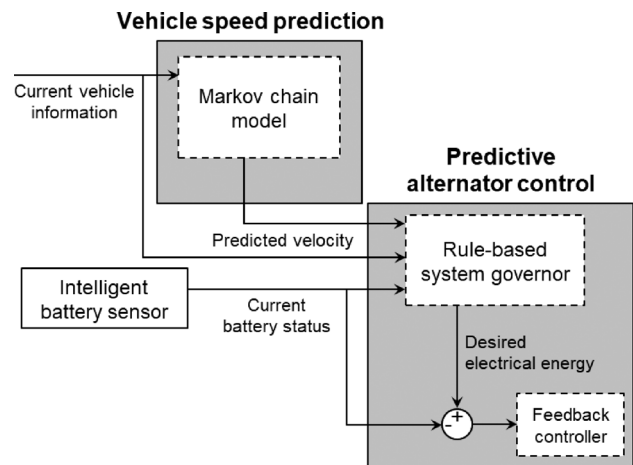 Vehicle speed prediction
Current vehicle
information
Markov chain
model
Predictive
alternator control
Predicted velocity
Rule-based
system governor
Intelligent
battery sensor
Current
battery status
Desired
electrical energy
+
-
Feedback
controller